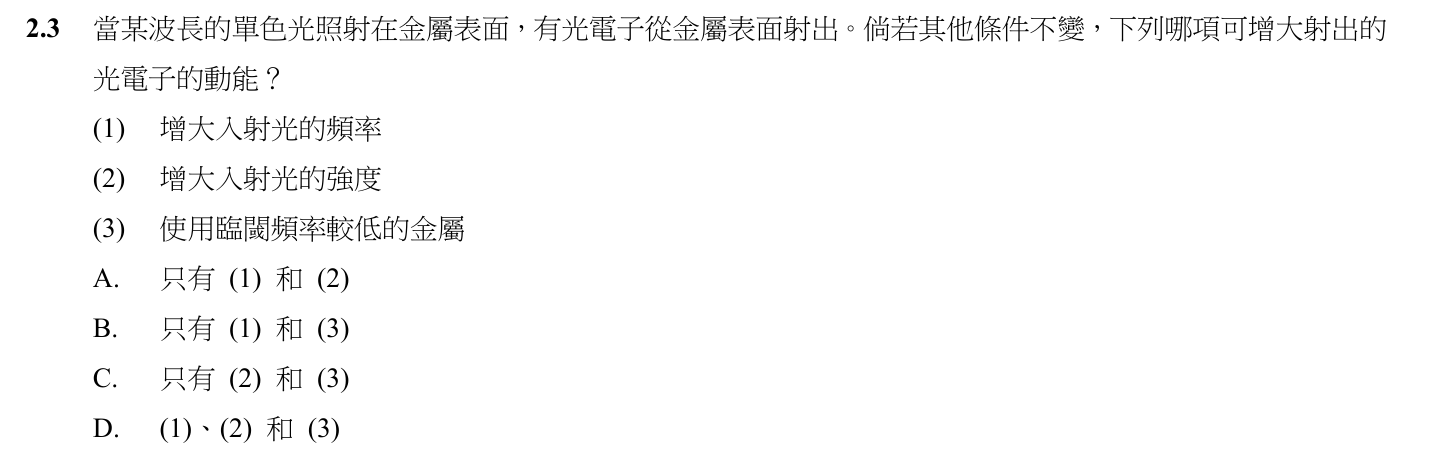 2.3 當某波長的單色光照射在金屬表面，有光電子從金屬表面射出。倘若其他條件不變，下列哪項可增大射出的
光電子的動能？
(1) 增大入射光的頻率
(2) 增大入射光的強度
(3) 使用臨閾頻率較低的金屬
A. 只有 (1) 和 (2)
B. 只有 (1) 和 (3)
C. 只有 (2) 和 (3)
D. (1)、(2) 和 (3)